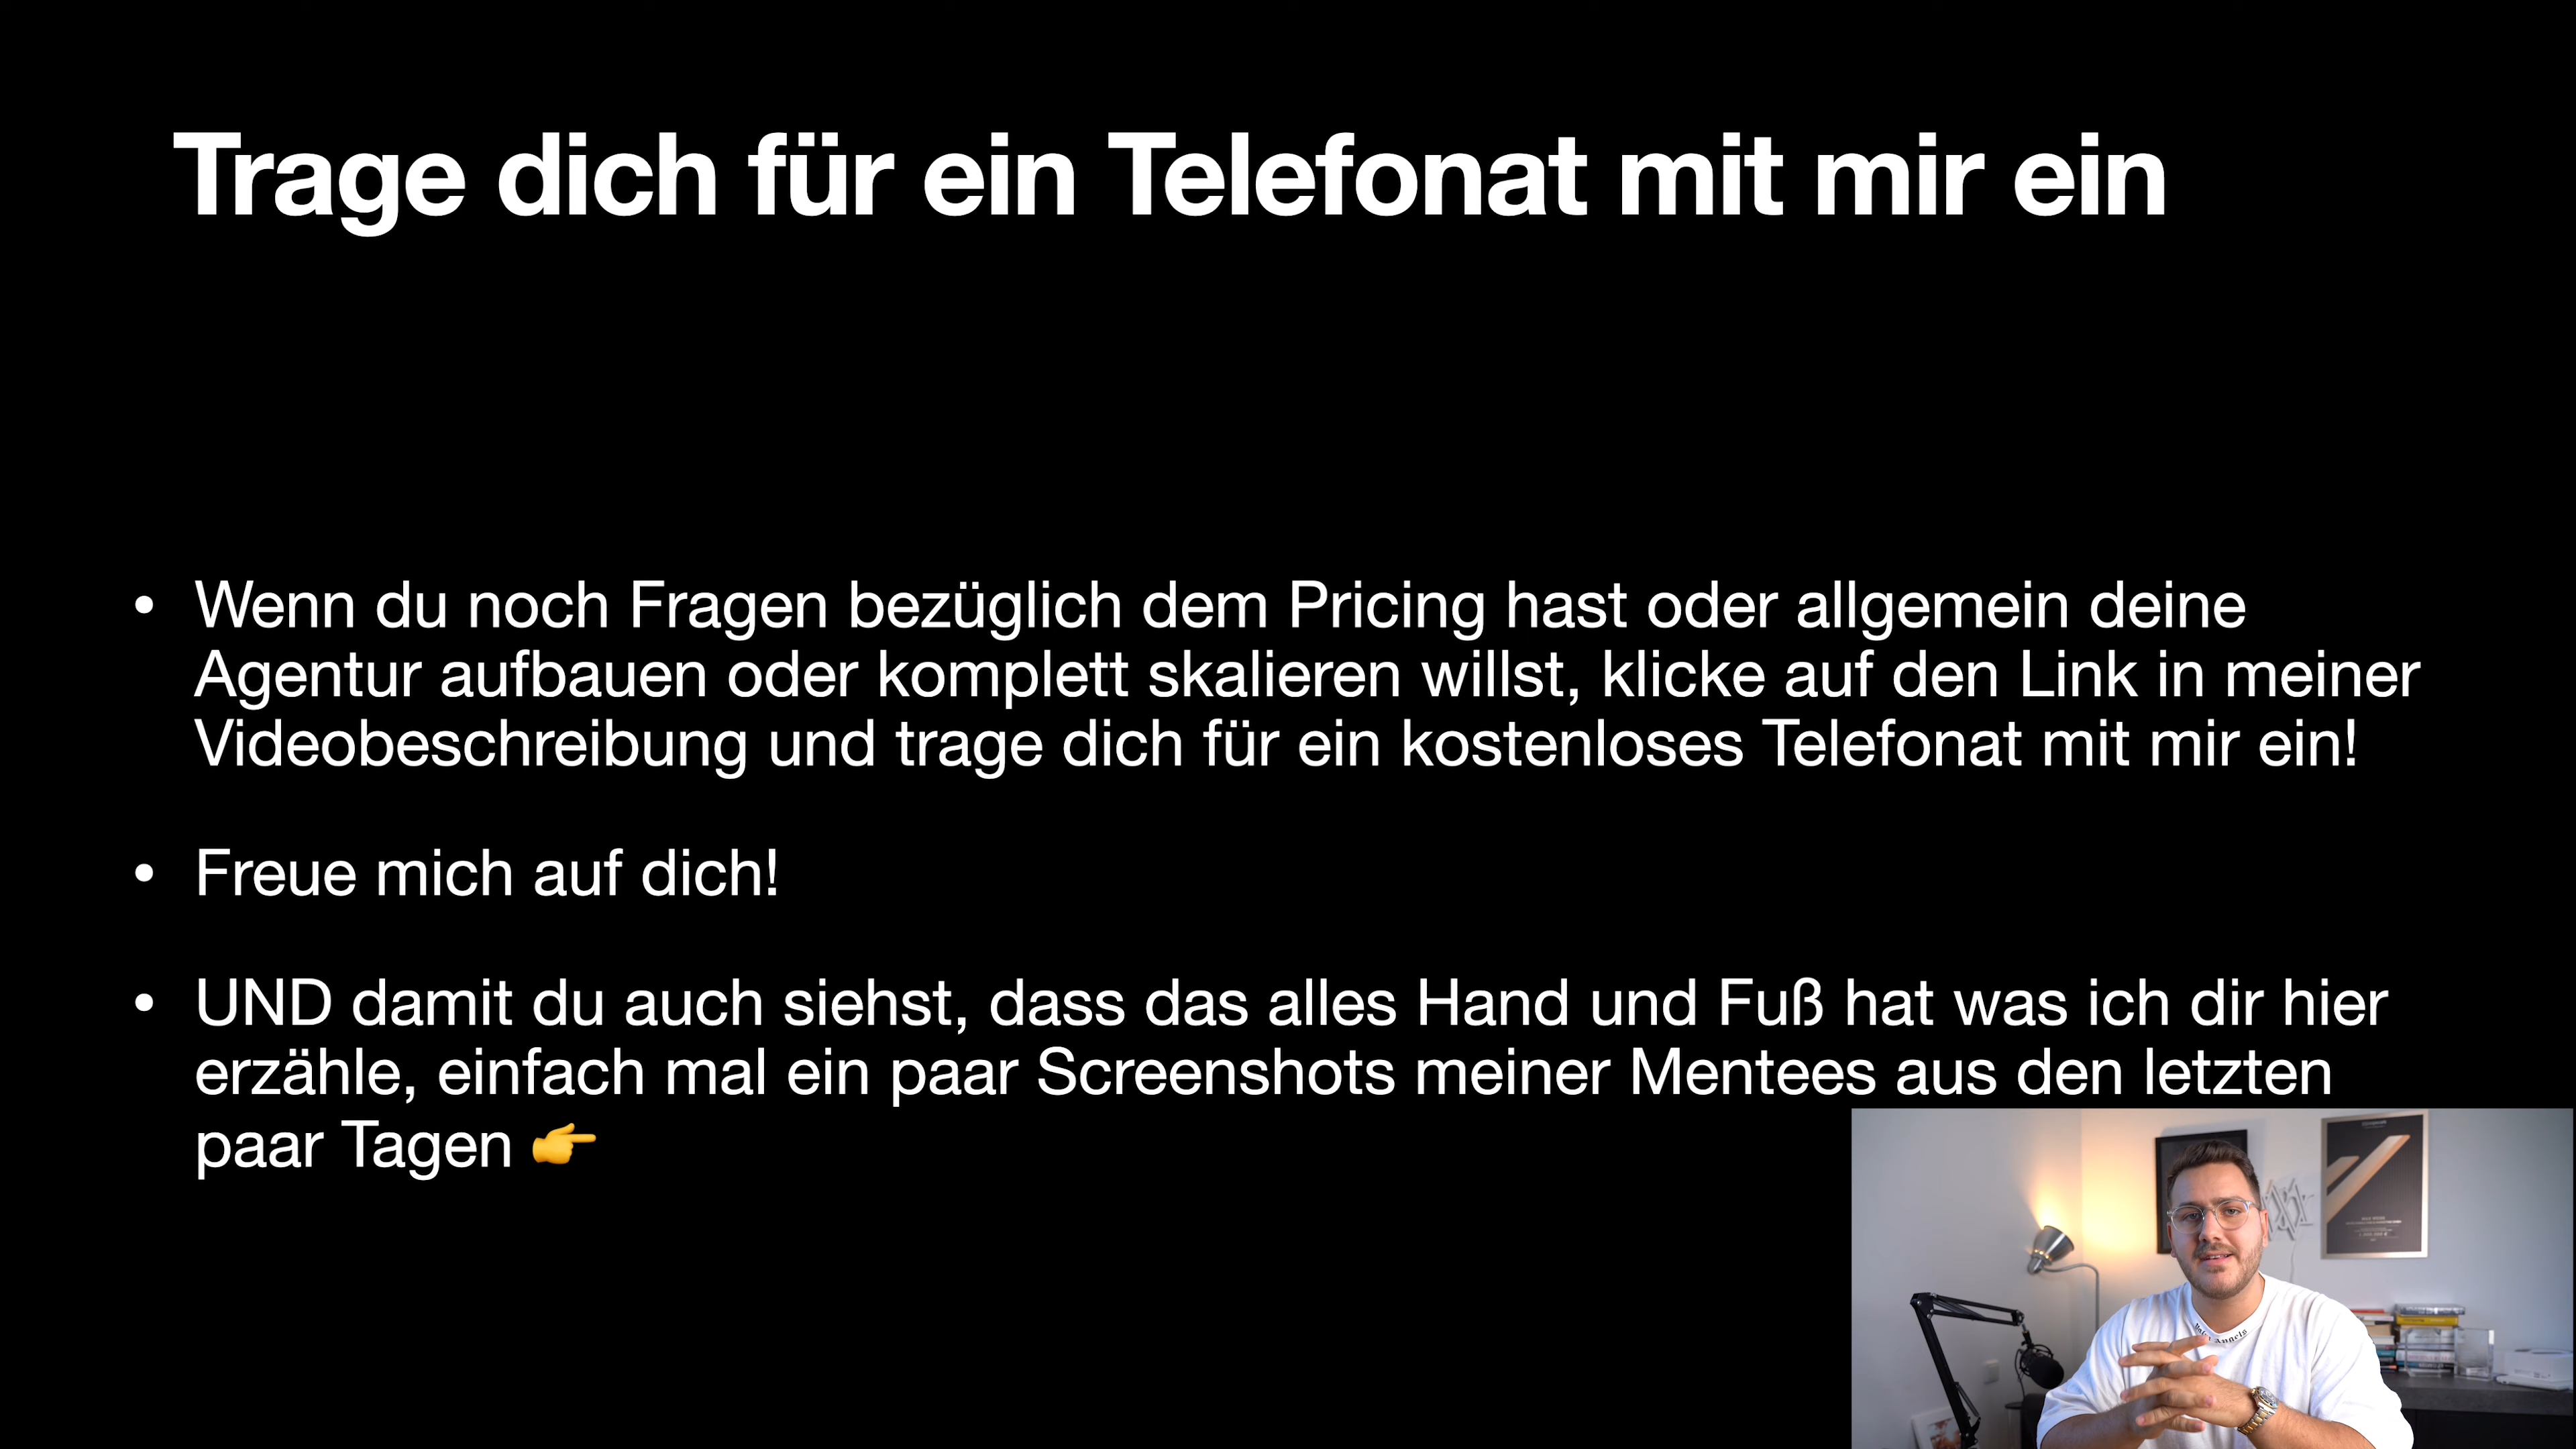 Trage dich für ein Telefonat mit mir ein
• Wenn du noch Fragen bezüglich dem Pricing hast oder allgemein deine
Agentur aufbauen oder komplett skalieren willst, klicke auf den Link in meiner
Videobeschreibung und trage dich für ein kostenloses Telefonat mit mir ein!
• Freue mich auf dich!
• UND damit du auch siehst, dass das alles Hand und Fuß hat was ich dir hier
erzähle, einfach mal ein paar Screenshots meiner Mentees aus den letzten
paar Tagen 👉
Angels